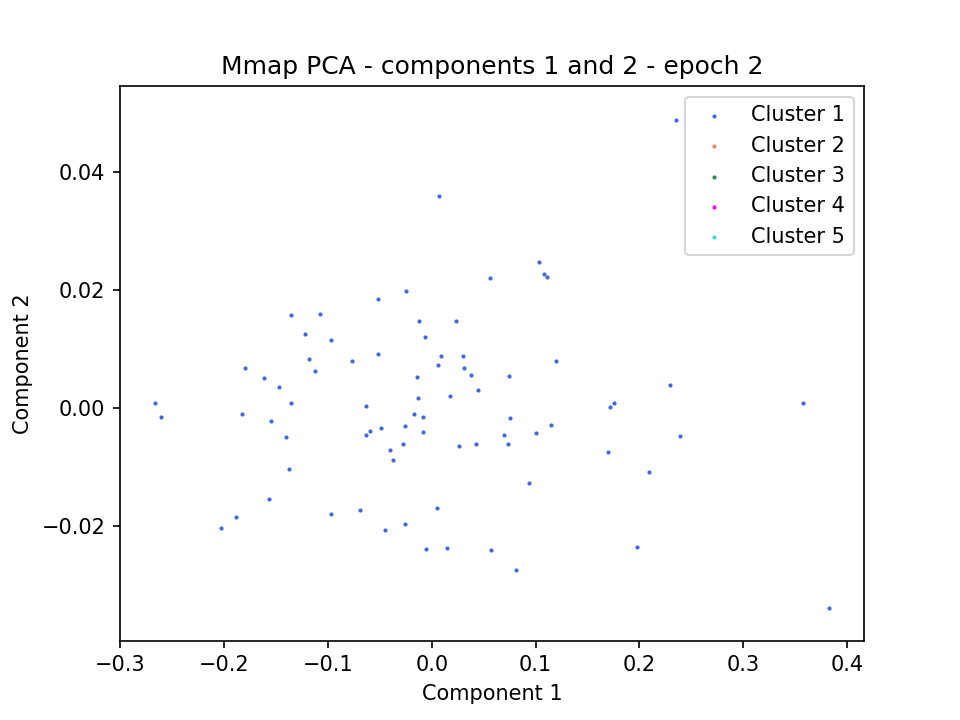 Mmap PCA - components 1 and 2 - epoch 2
Cluster 1
Cluster 2
Cluster 3
Cluster 4
Cluster 5
0.04
0.02
0.00
−0.02
Component 2
−0.3 −0.2 −0.1 0.0 0.1 0.2 0.3 0.4
Component 1